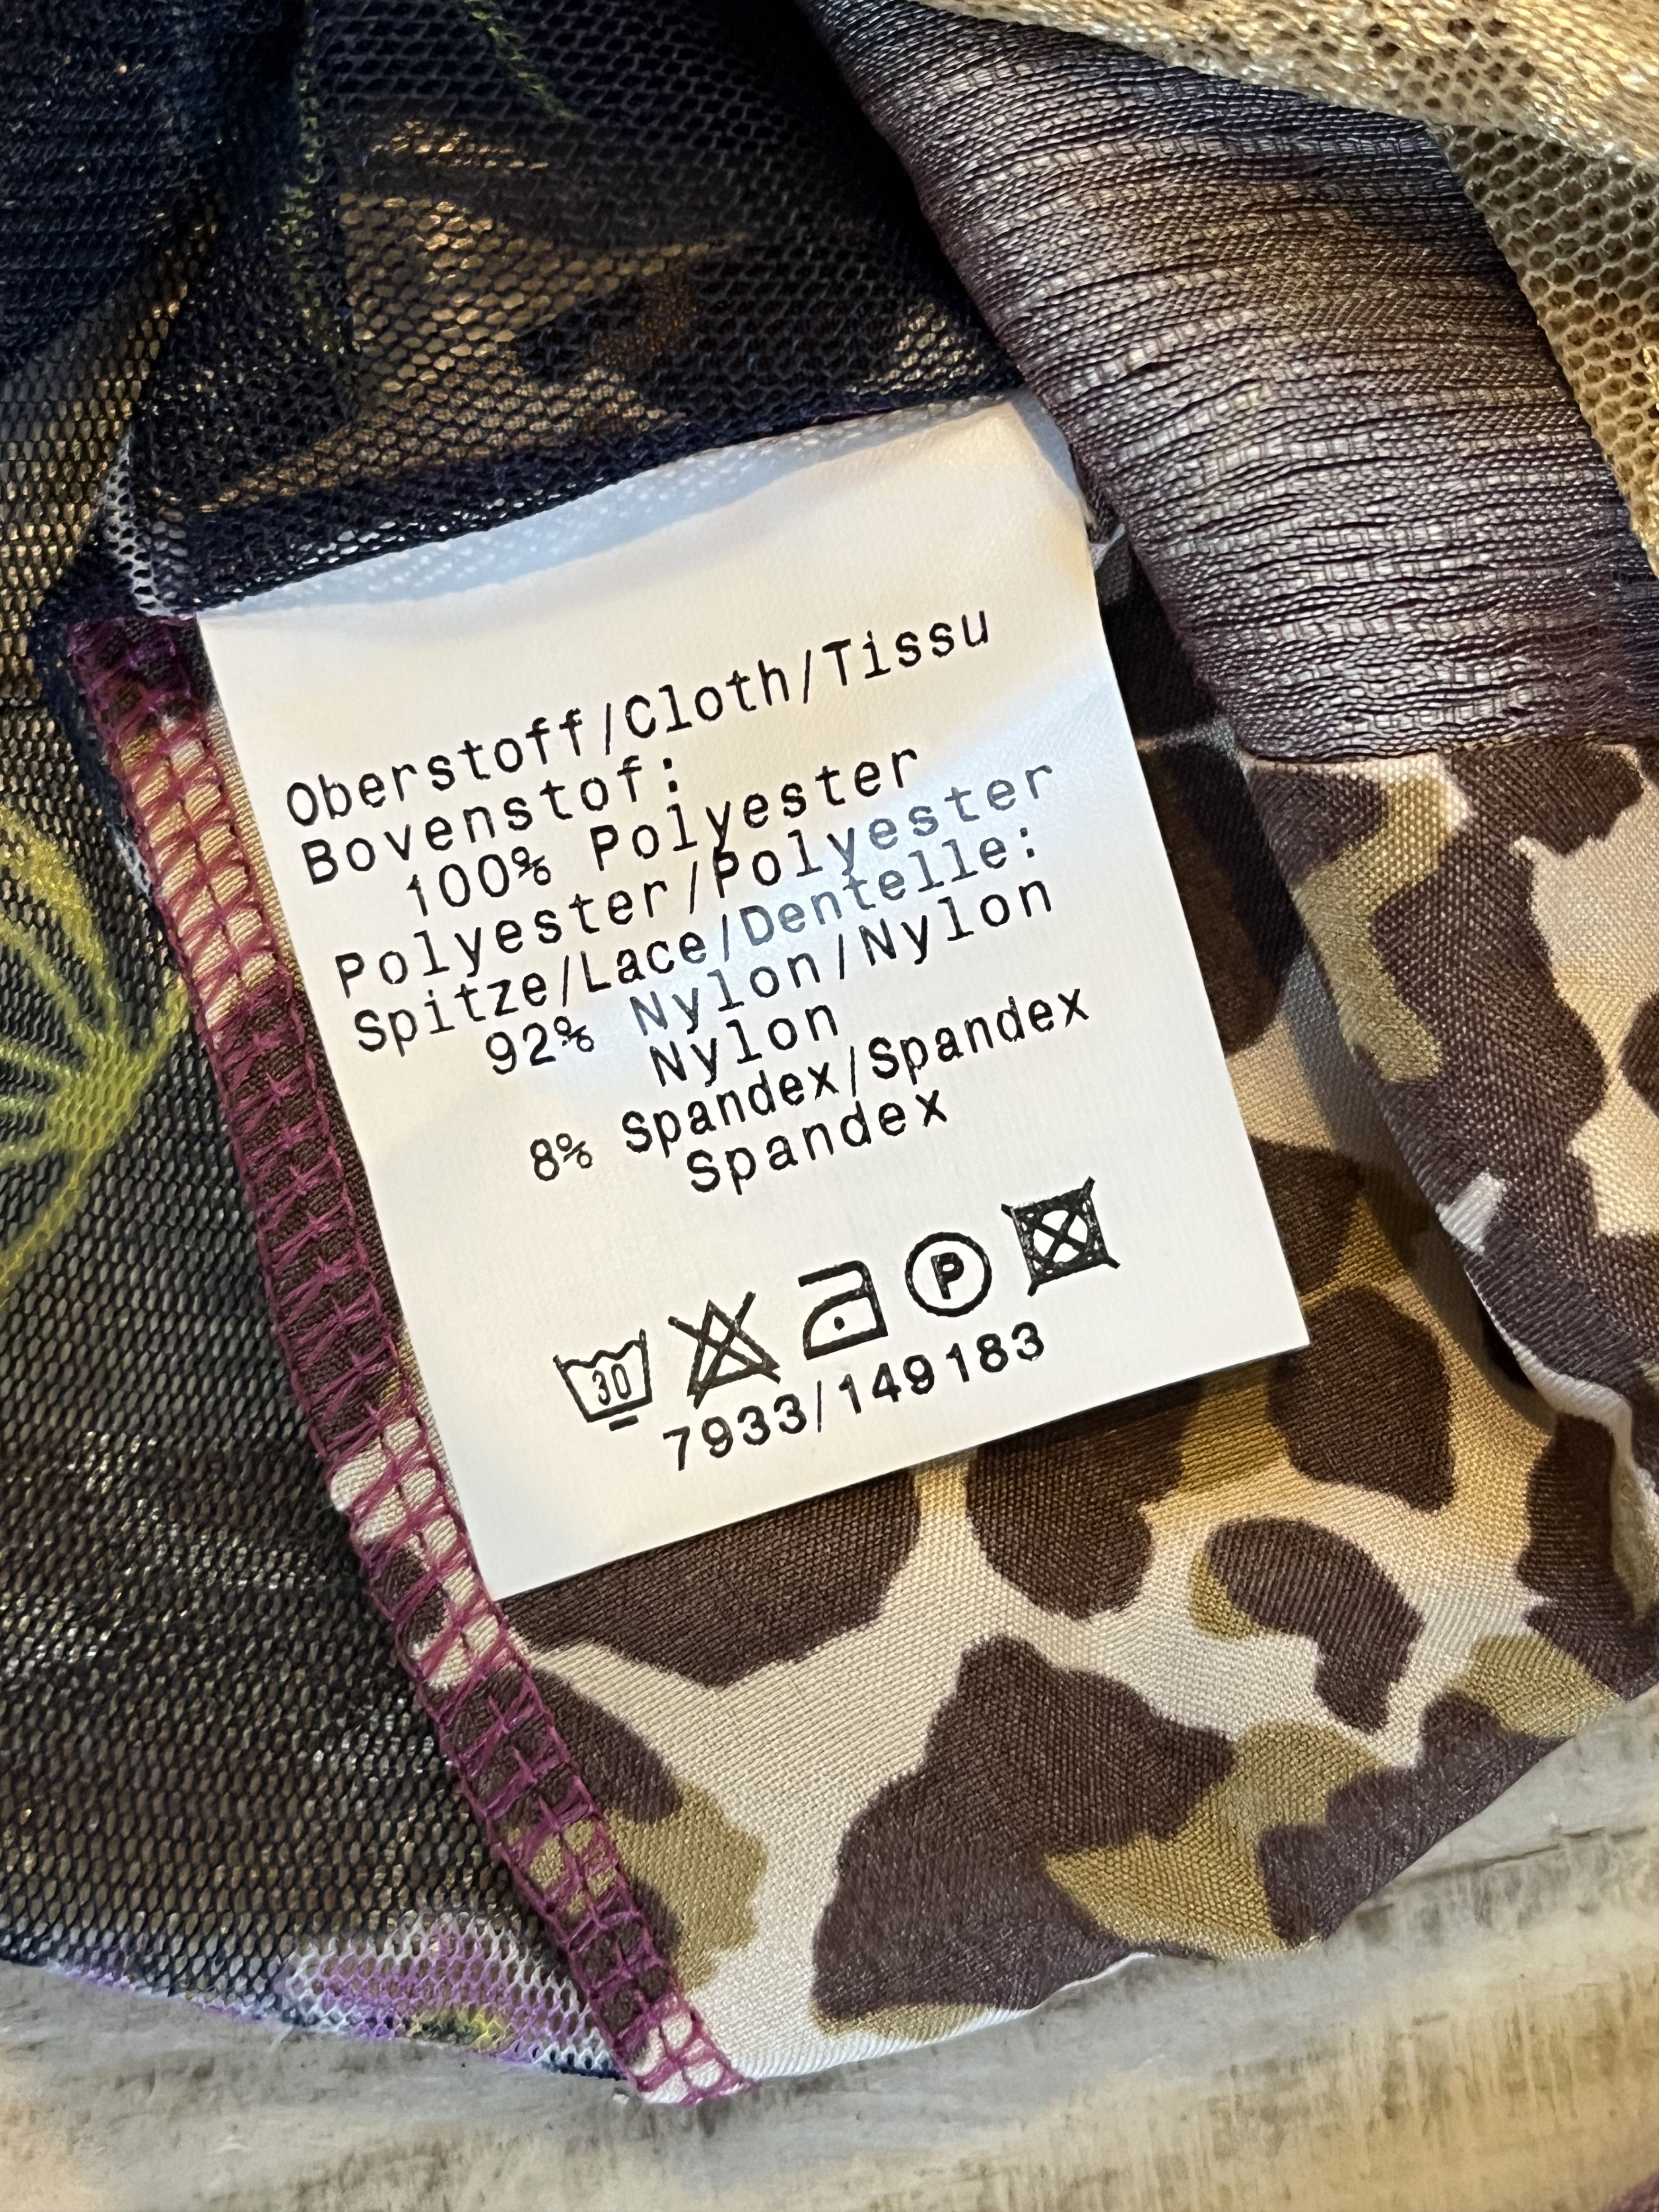 Oberstoff/Cloth/Tissu
Bovenstof:
100% Polyester
Polyester/Polyester
Spitze/Lace/Dentelle:
92% Nylon/Nylon
Nylon
8% Spandex/Spandex
Spandex
30 P
7933/149183